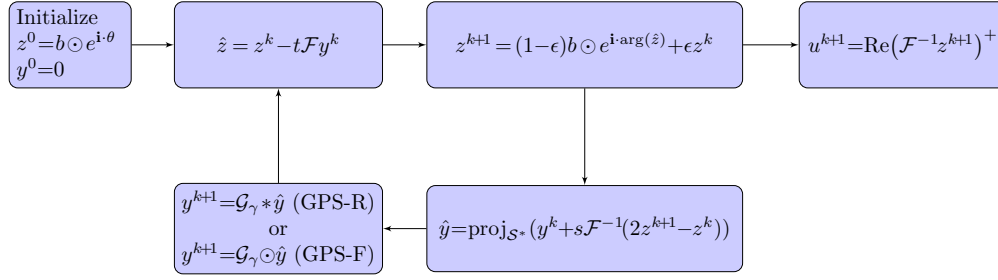 Initialize
z^0=b⊙e^{i·θ}
y^0=0
ẑ = z^k−tℱy^k
z^{k+1}=(1−ϵ)b⊙e^{i·arg(ẑ)}+ϵz^k
u^{k+1}=Re(ℱ^{-1}z^{k+1})^+
y^{k+1}=𝒢_γ∗ŷ (GPS-R)
or
y^{k+1}=𝒢_γ⊙ŷ (GPS-F)
ŷ=proj_{𝒮*}(y^k+sℱ^{-1}(2z^{k+1}−z^k))